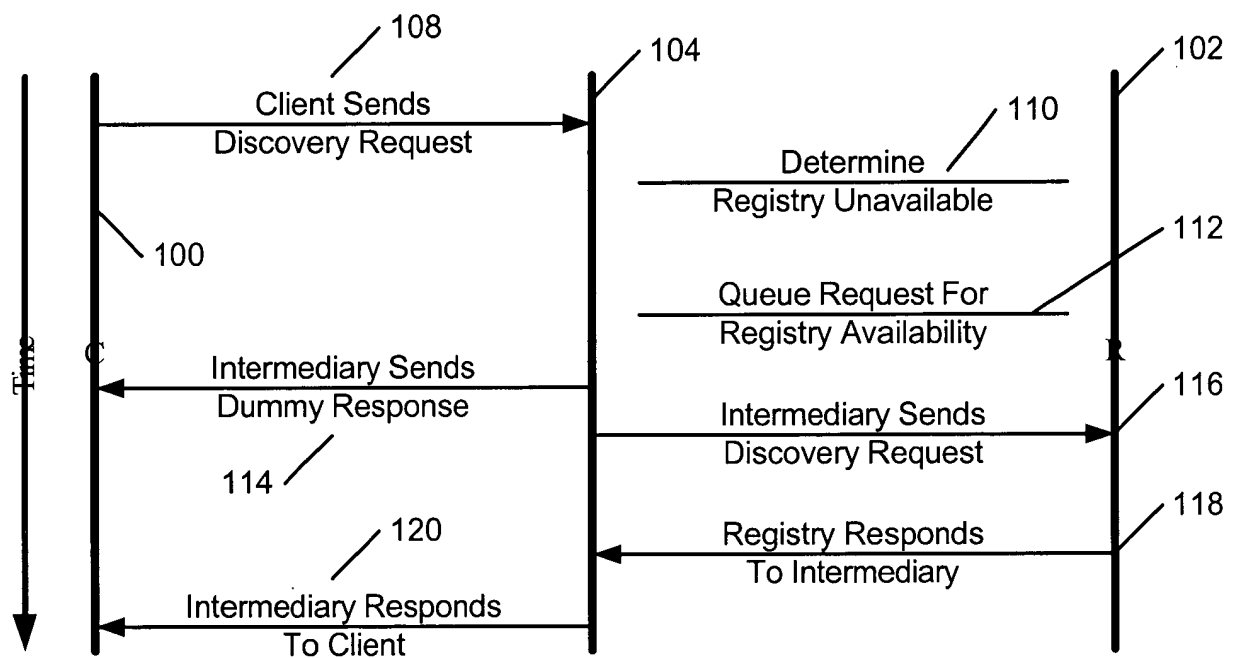 108
104
102
Client Sends
Discovery Request
110
Determine
Registry Unavailable
100
112
Queue Request For
Registry Availability
Time
C
R
Intermediary Sends
Dummy Response
116
Intermediary Sends
Discovery Request
114
118
120
Registry Responds
To Intermediary
Intermediary Responds
To Client